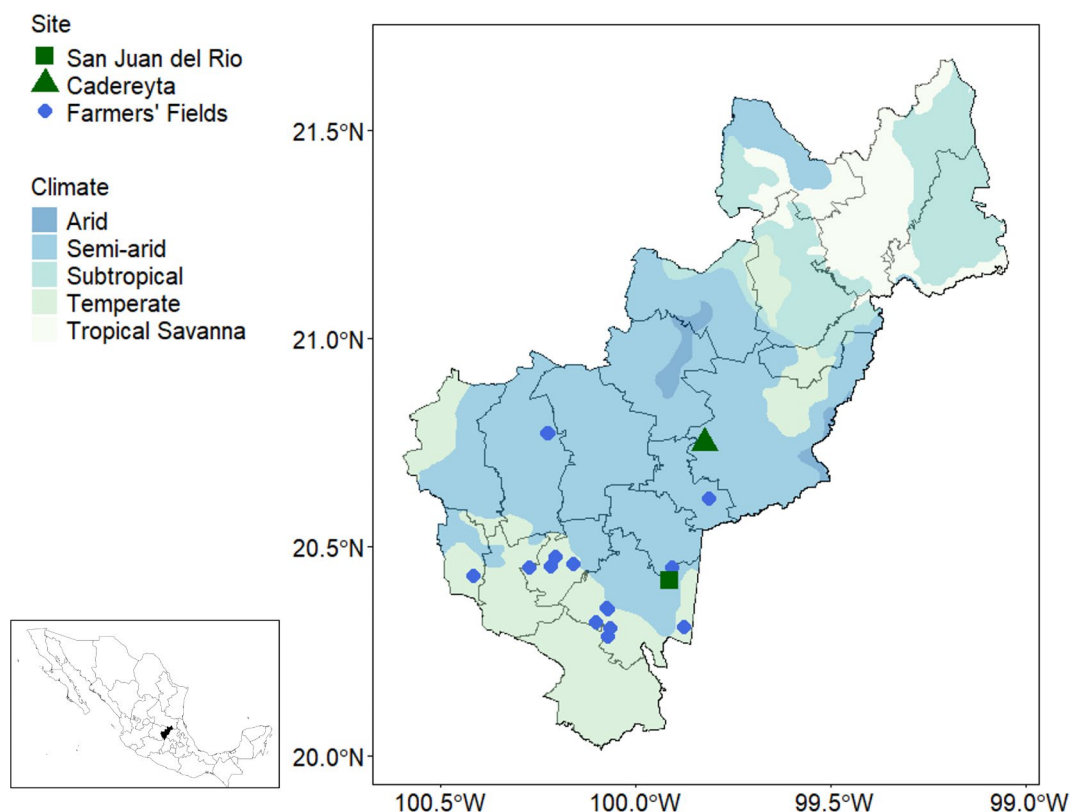 Site
San Juan del Rio
Cadereyta
Farmers' Fields
Climate
Arid
Semi-arid
Subtropical
Temperate
Tropical Savanna
21.5°N
21.0°N
20.5°N
20.0°N
100.5°W 100.0°W 99.5°W 99.0°W